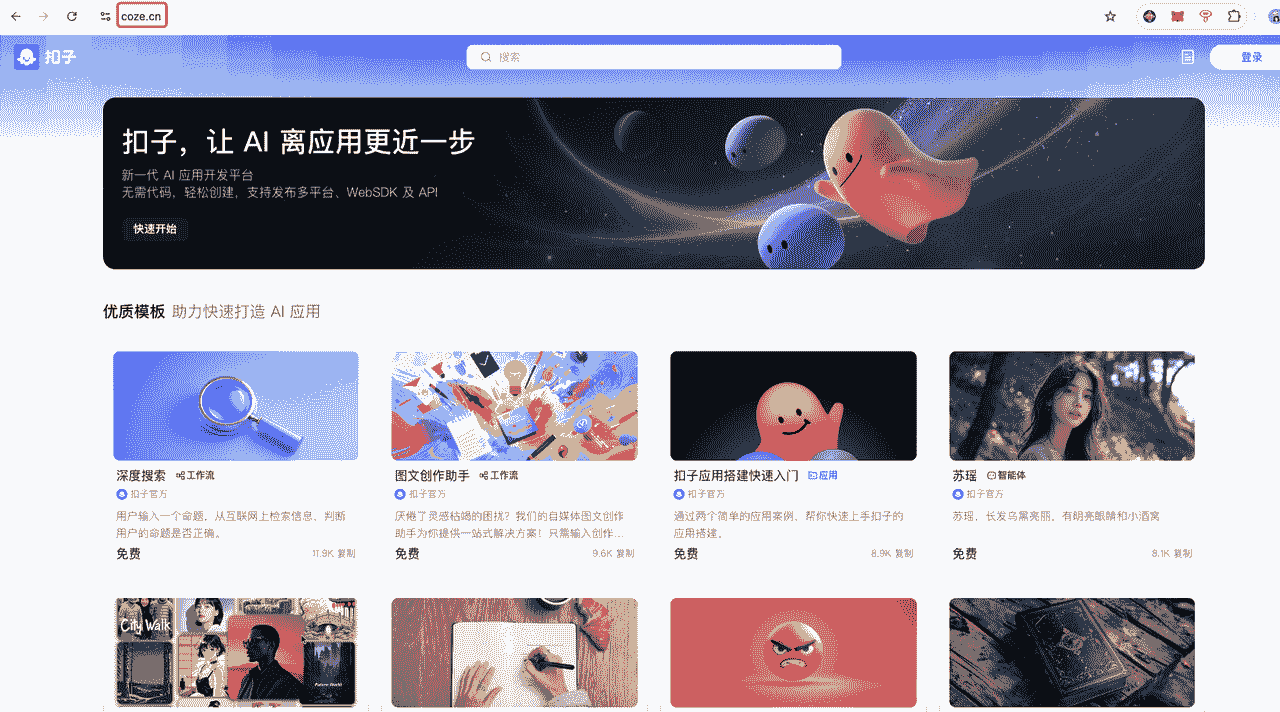 coze.cn
扣子
搜索
登录
扣子，让 AI 离应用更近一步
新一代 AI 应用开发平台
无需代码，轻松创建，支持发布多平台、WebSDK 及 API
快速开始
优质模板 助力快速打造 AI 应用
深度搜索 工作流
扣子官方
用户输入一个命题，从互联网上检索信息、判断
用户的命题是否正确。
免费 11.9K 复制
图文创作助手 工作流
扣子官方
厌倦了灵感枯竭的困扰？我们的自媒体图文创作
助手为你提供一站式解决方案！只需输入创作...
免费 9.6K 复制
扣子应用搭建快速入门 应用
扣子官方
通过两个简单的应用案例，帮你快速上手扣子的
应用搭建。
免费 8.9K 复制
苏瑶 智能体
扣子官方
苏瑶，长发乌黑亮丽，有明亮眼睛和小酒窝
免费 8.1K 复制
City Walk
Future World